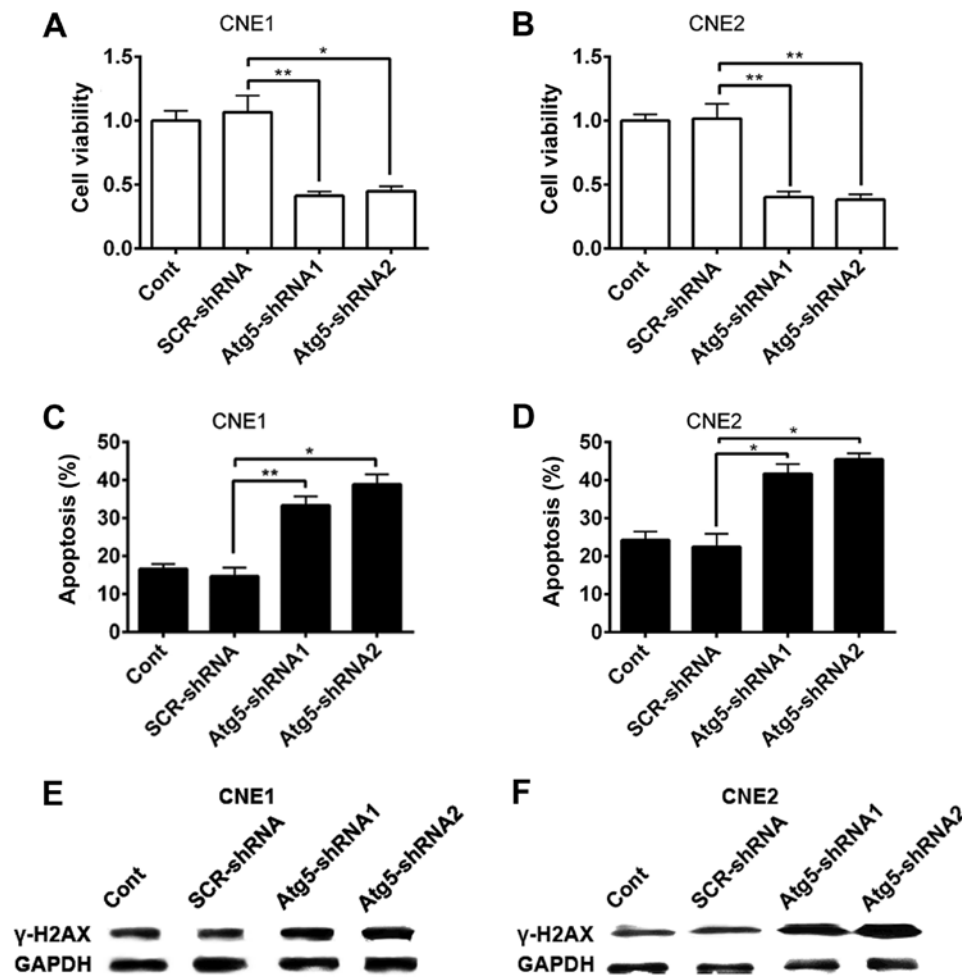 A
CNE1
Cell viability
1.5
1.0
0.5
0.0
**
*
Cont
SCR-shRNA
Atg5-shRNA1
Atg5-shRNA2
B
CNE2
Cell viability
1.5
1.0
0.5
0.0
**
**
Cont
SCR-shRNA
Atg5-shRNA1
Atg5-shRNA2
C
CNE1
Apoptosis (%)
50
40
30
20
10
0
*
**
Cont
SCR-shRNA
Atg5-shRNA1
Atg5-shRNA2
D
CNE2
Apoptosis (%)
50
40
30
20
10
0
*
*
Cont
SCR-shRNA
Atg5-shRNA1
Atg5-shRNA2
E
CNE1
Cont
SCR-shRNA
Atg5-shRNA1
Atg5-shRNA2
γ-H2AX
GAPDH
F
CNE2
Cont
SCR-shRNA
Atg5-shRNA1
Atg5-shRNA2
γ-H2AX
GAPDH